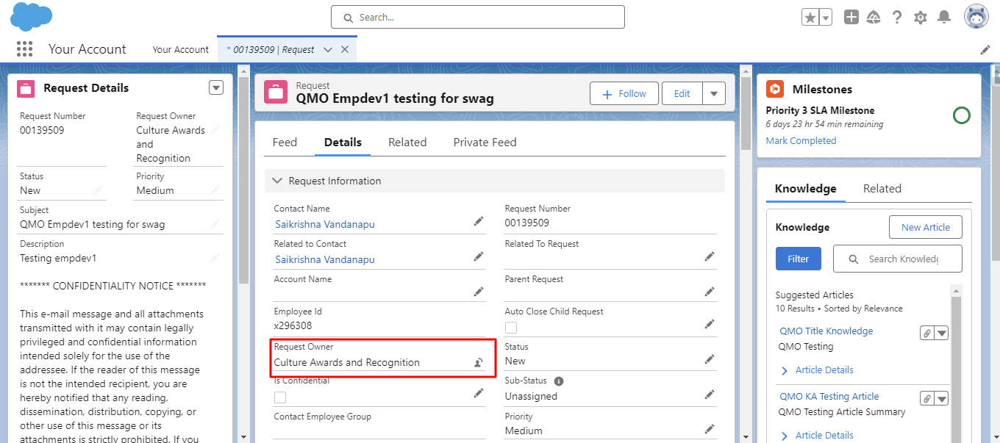 Search...
Your Account
Your Account
* 00139509 | Request
Request Details
Request Number
00139509
Request Owner
Culture Awards
and
Recognition
Status
New
Priority
Medium
Subject
QMO Empdev1 testing for swag
Description
Testing empdev1
******* CONFIDENTIALITY NOTICE *******
This e-mail message and all attachments
transmitted with it may contain legally
privileged and confidential information
intended solely for the use of the
addressee. If the reader of this message
is not the intended recipient, you are
hereby notified that any reading,
dissemination, distribution, copying, or
other use of this message or its
attachments is strictly prohibited. If you
Request
QMO Empdev1 testing for swag
Follow
Edit
Feed
Details
Related
Private Feed
Request Information
Contact Name
Saikrishna Vandanapu
Request Number
00139509
Related to Contact
Saikrishna Vandanapu
Related To Request
Account Name
Parent Request
Employee Id
x296308
Auto Close Child Request
Request Owner
Culture Awards and Recognition
Status
New
Is Confidential
Sub-Status
Unassigned
Contact Employee Group
Priority
Medium
Milestones
Priority 3 SLA Milestone
6 days 23 hr 54 min remaining
Mark Completed
Knowledge
Related
Knowledge
New Article
Filter
Search Knowledg
Suggested Articles
10 Results • Sorted by Relevance
QMO Title Knowledge
QMO Testing
Article Details
QMO KA Testing Article
QMO Testing Article Summary
Article Details